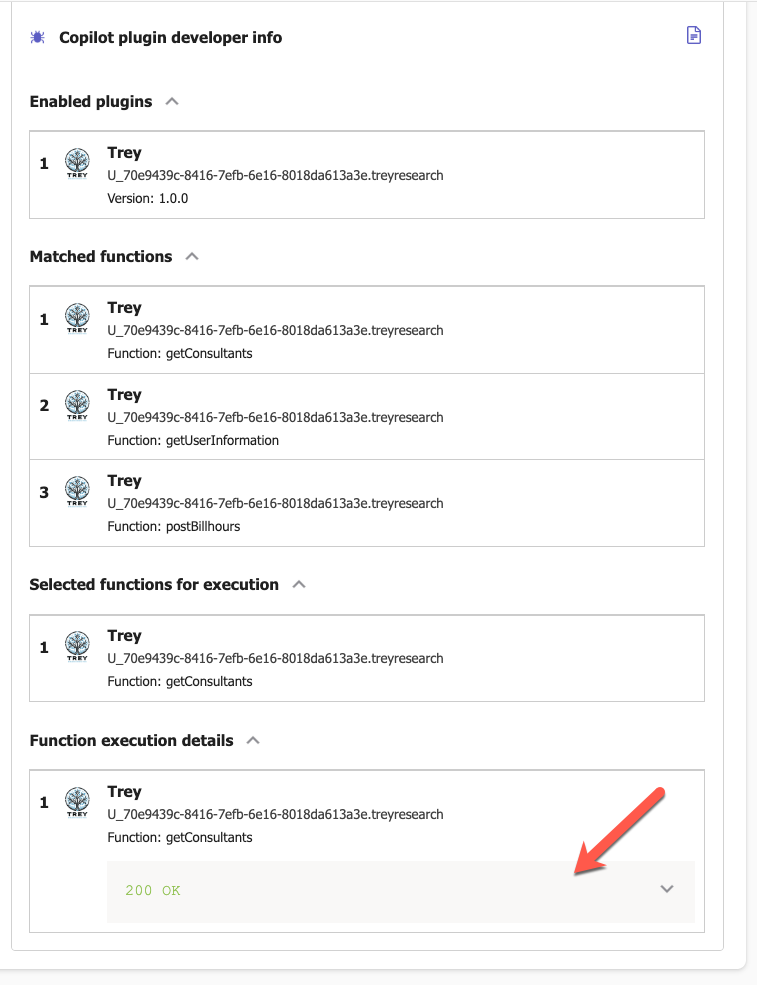 Copilot plugin developer info
Enabled plugins
1
TREY
Trey
U_70e9439c-8416-7efb-6e16-8018da613a3e.treyresearch
Version: 1.0.0
Matched functions
1
TREY
Trey
U_70e9439c-8416-7efb-6e16-8018da613a3e.treyresearch
Function: getConsultants
2
TREY
Trey
U_70e9439c-8416-7efb-6e16-8018da613a3e.treyresearch
Function: getUserInformation
3
TREY
Trey
U_70e9439c-8416-7efb-6e16-8018da613a3e.treyresearch
Function: postBillhours
Selected functions for execution
1
TREY
Trey
U_70e9439c-8416-7efb-6e16-8018da613a3e.treyresearch
Function: getConsultants
Function execution details
1
TREY
Trey
U_70e9439c-8416-7efb-6e16-8018da613a3e.treyresearch
Function: getConsultants
200 OK